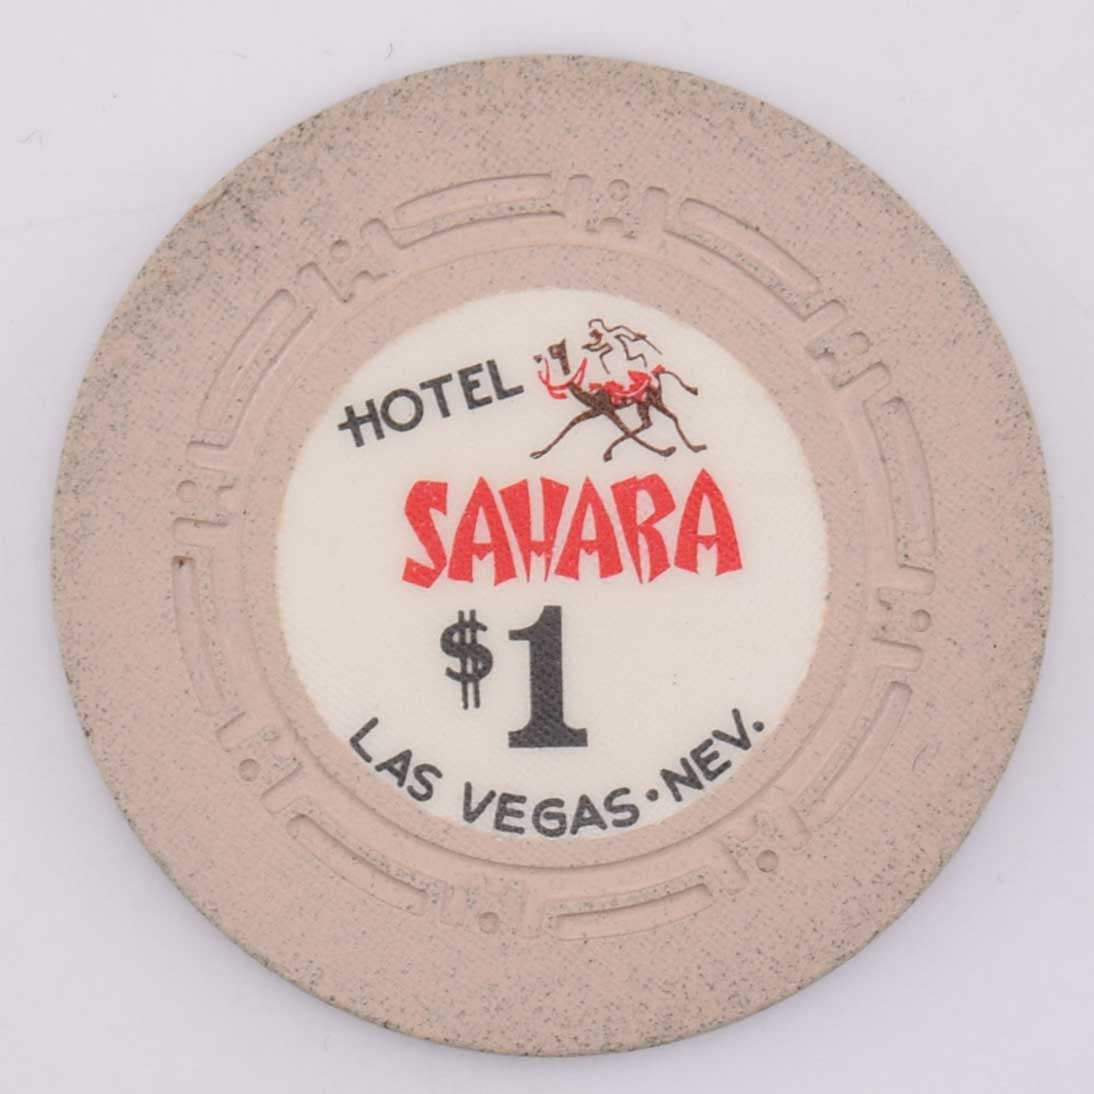 HOTEL
SAHARA
$1
LAS VEGAS · NEV.